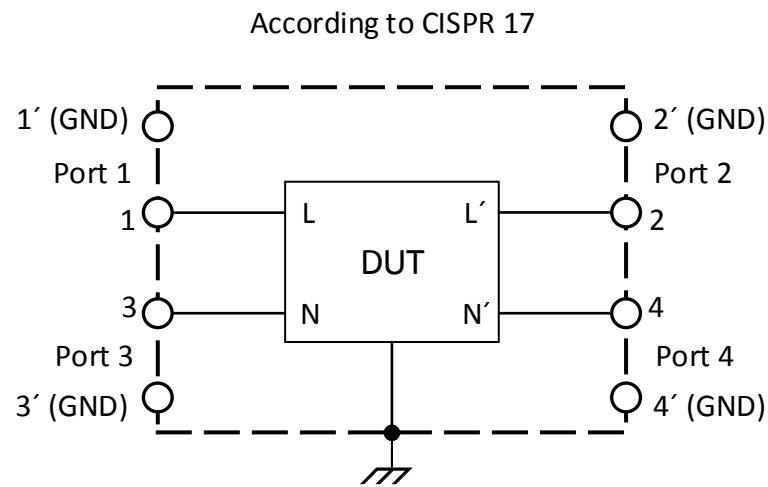 According to CISPR 17
1´ (GND)
2´ (GND)
Port 1
Port 2
1
L
L´
2
DUT
3
N
N´
4
Port 3
Port 4
3´ (GND)
4´ (GND)